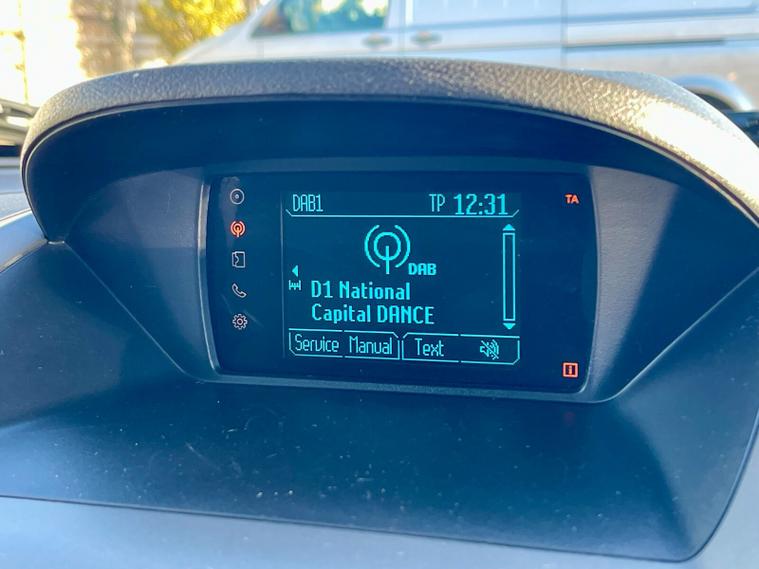 DAB1 TP 12:31 TA
DAB
D1 National
Capital DANCE
Service Manual Text
i